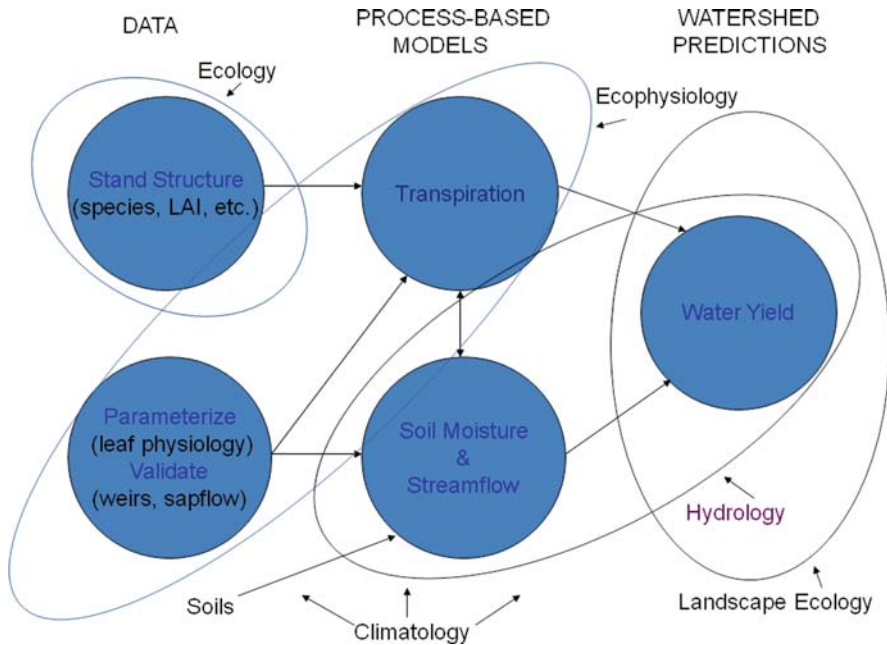 DATA
PROCESS-BASED
MODELS
WATERSHED
PREDICTIONS
Ecology
Ecophysiology
Stand Structure
(species, LAI, etc.)
Transpiration
Water Yield
Parameterize
(leaf physiology)
Validate
(weirs, sapflow)
Soil Moisture
&
Streamflow
Hydrology
Soils
Climatology
Landscape Ecology